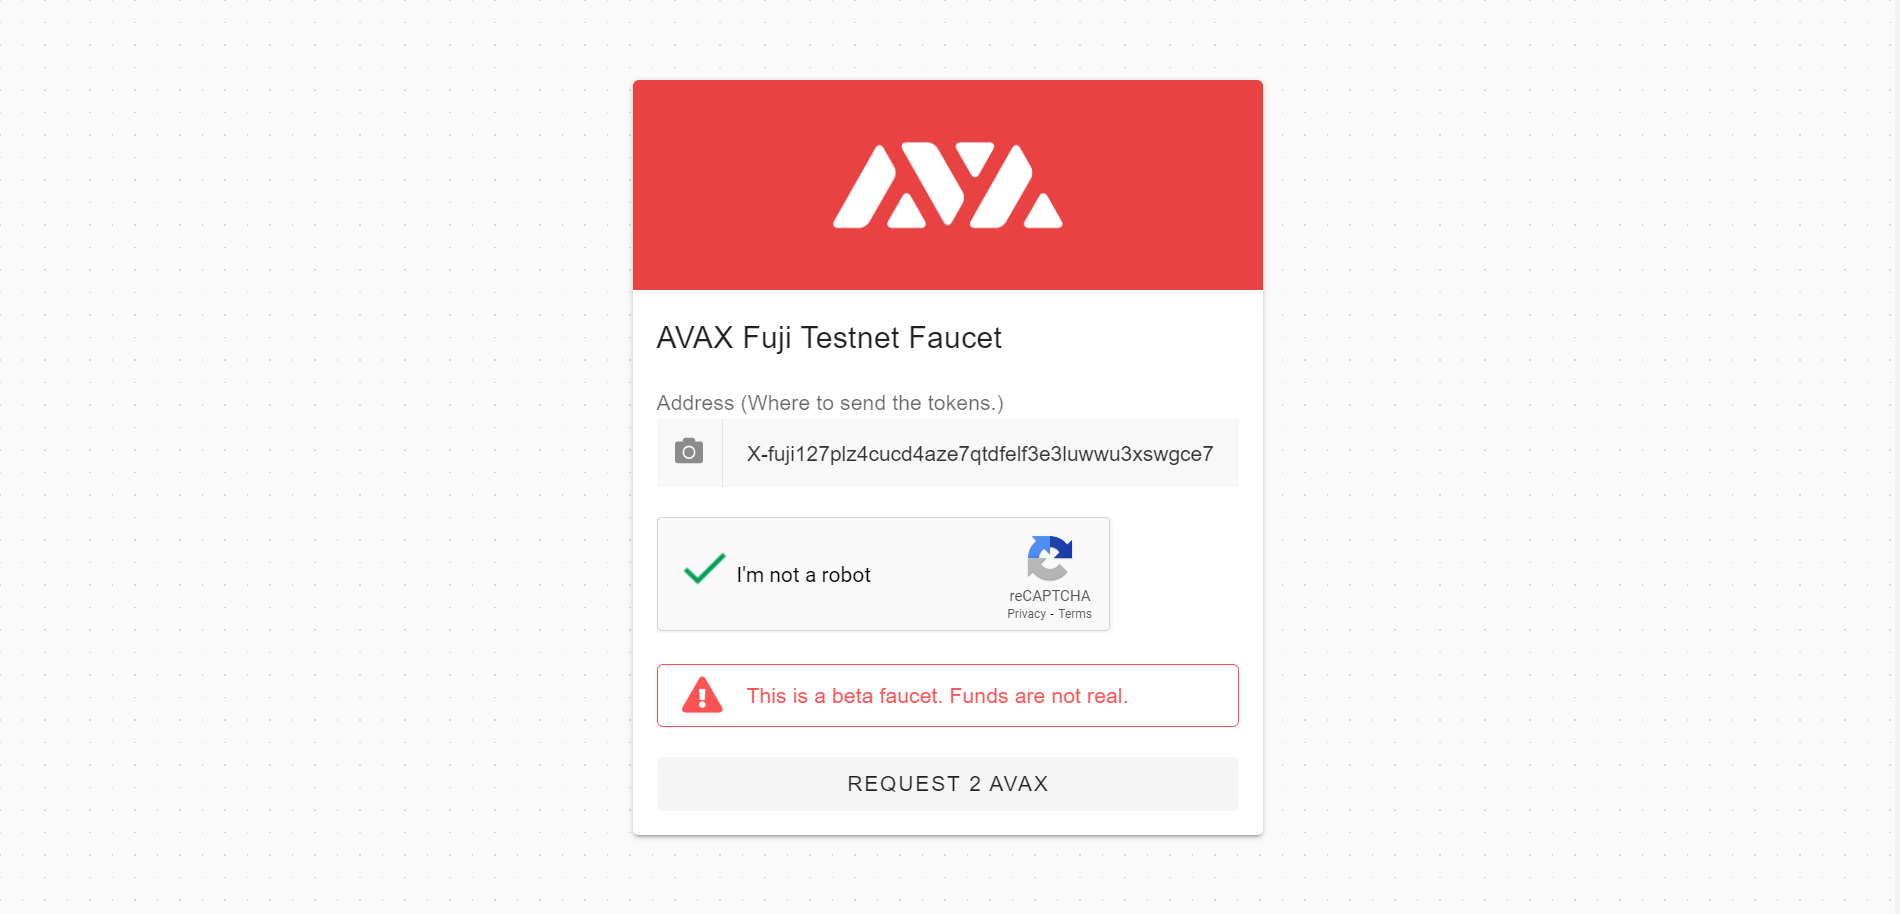 AVAX Fuji Testnet Faucet
Address (Where to send the tokens.)
X-fuji127plz4cucd4aze7qtdfelf3e3luwwu3xswgce7
I'm not a robot
reCAPTCHA
Privacy - Terms
This is a beta faucet. Funds are not real.
REQUEST 2 AVAX